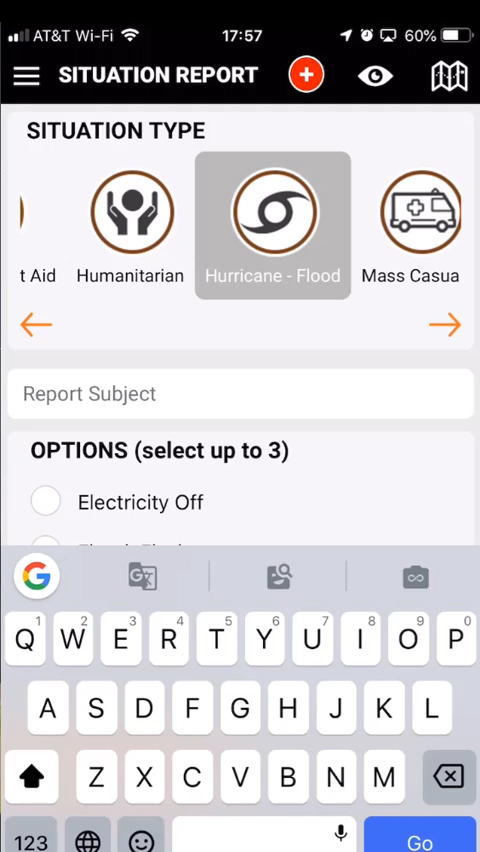 AT&T Wi-Fi 17:57 60%
SITUATION REPORT
SITUATION TYPE
t Aid Humanitarian Hurricane - Flood Mass Casua
Report Subject
OPTIONS (select up to 3)
Electricity Off
G
1 2 3 4 5 6 7 8 9 0
Q W E R T Y U I O P
A S D F G H J K L
Z X C V B N M
123 Go